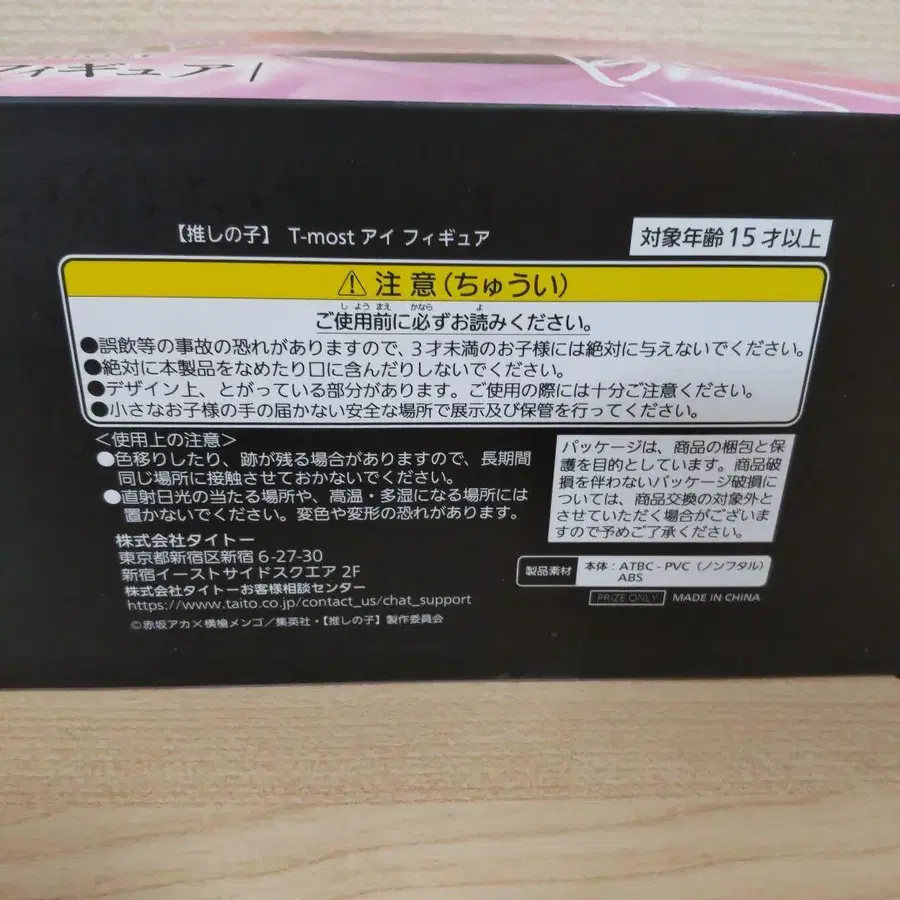 フィギュア
【推しの子】 T-most アイ フィギュア
対象年齢15才以上
⚠注意(ちゅうい)
しようまえ かなら よ
ご使用前に必ずお読みください。
●誤飲等の事故の恐れがありますので、3才未満のお子様には絶対に与えないでください。
●絶対に本製品をなめたり口に含んだりしないでください。
●デザイン上、とがっている部分があります。ご使用の際には十分ご注意ください。
●小さなお子様の手の届かない安全な場所で展示及び保管を行ってください。
＜使用上の注意＞
●色移りしたり、跡が残る場合がありますので、長期間
同じ場所に接触させておかないでください。
●直射日光の当たる場所や、高温・多湿になる場所には
置かないでください。変色や変形の恐れがあります。
パッケージは、商品の梱包と保
護を目的としています。商品破
損を伴わないパッケージ破損に
ついては、商品交換の対象外と
させていただく場合がございま
すので予めご了承ください。
株式会社タイトー
東京都新宿区新宿 6-27-30
新宿イーストサイドスクエア 2F
株式会社タイトーお客様相談センター
https://www.taito.co.jp/contact_us/chat_support
©赤坂アカ×横槍メンゴ／集英社・【推しの子】製作委員会
製品素材
本体：ATBC - PVC（ノンフタル）
ABS
PRIZE ONLY
MADE IN CHINA